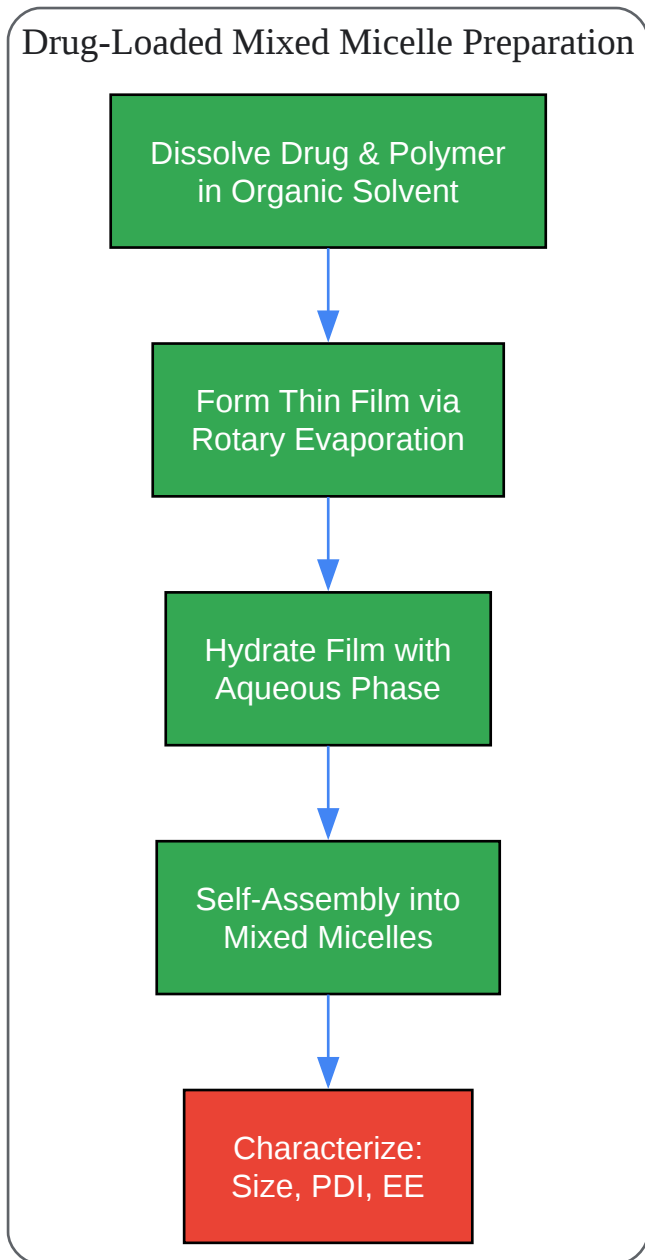 Drug-Loaded Mixed Micelle Preparation
Dissolve Drug & Polymer
in Organic Solvent
Form Thin Film via
Rotary Evaporation
Hydrate Film with
Aqueous Phase
Self-Assembly into
Mixed Micelles
Characterize:
Size, PDI, EE